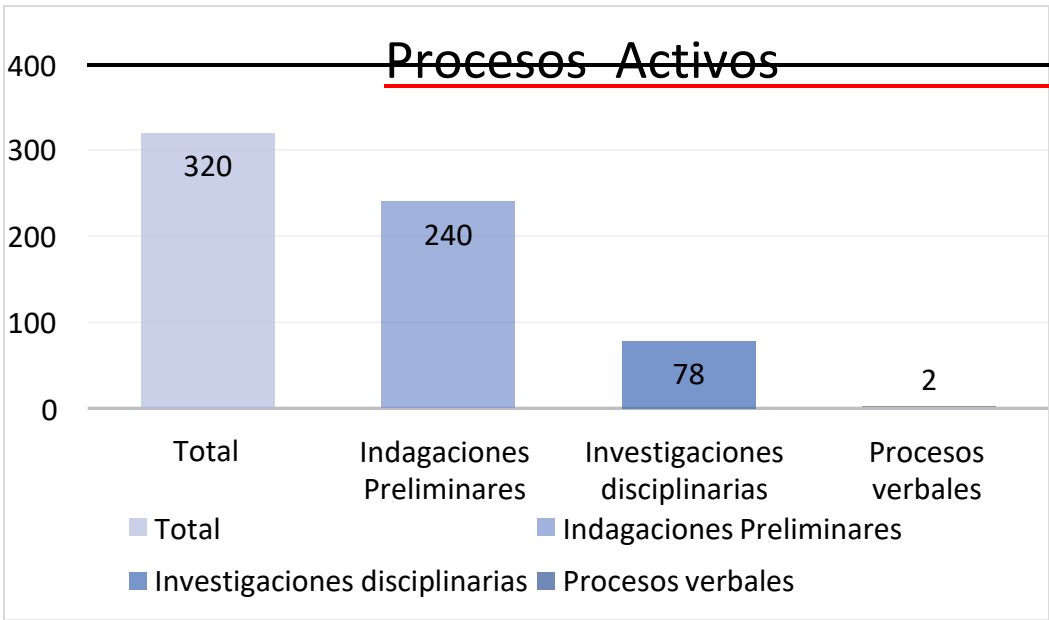 Procesos Activos
400
300
200
100
0
320
240
78
2
Total
Indagaciones
Preliminares
Investigaciones
disciplinarias
Procesos
verbales
Total
Indagaciones Preliminares
Investigaciones disciplinarias
Procesos verbales